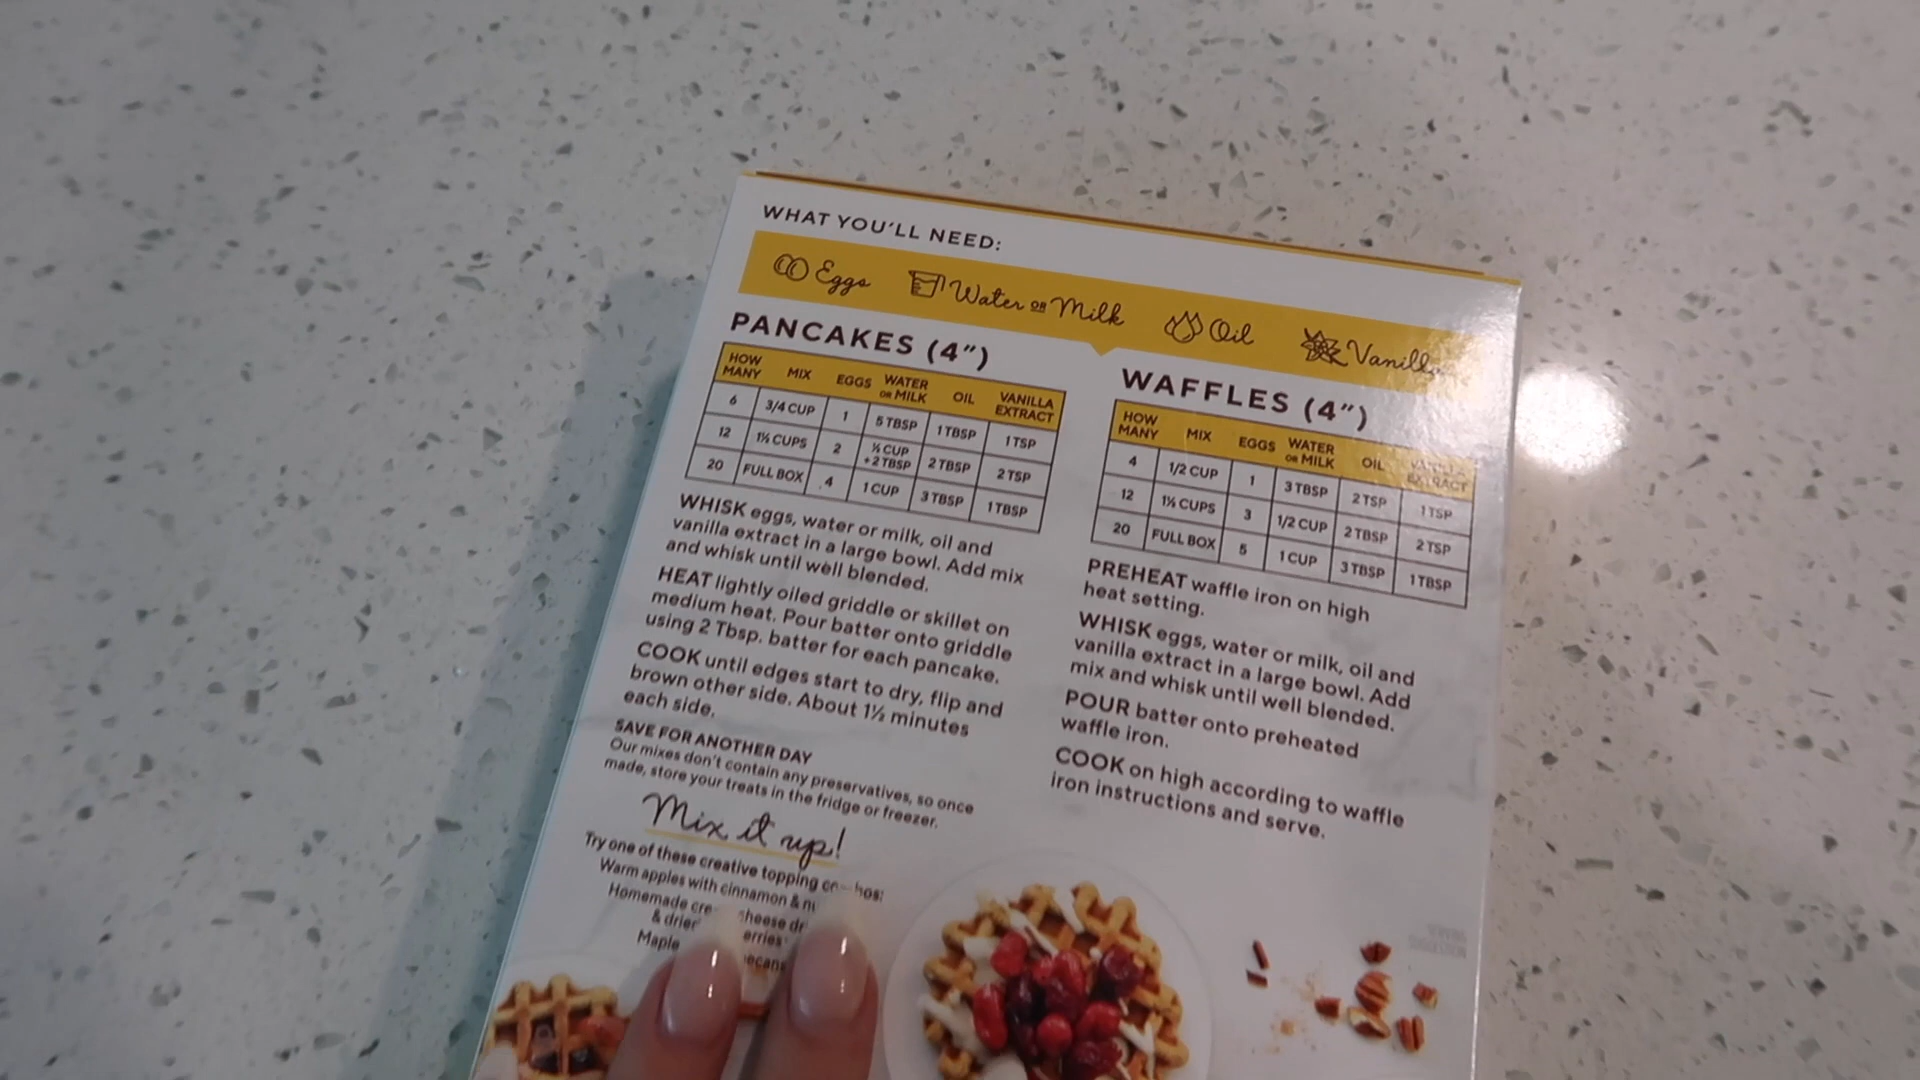 WHAT YOU'LL NEED:
Eggs Water OR Milk Oil Vanilla
PANCAKES (4")
HOW MANY MIX EGGS WATER OR MILK OIL VANILLA EXTRACT
6 3/4 CUP 1 5 TBSP 1 TBSP 1 TSP
12 1½ CUPS 2 ½ CUP + 2 TBSP 2 TBSP 2 TSP
20 FULL BOX 4 1 CUP 3 TBSP 1 TBSP
WHISK eggs, water or milk, oil and
vanilla extract in a large bowl. Add mix
and whisk until well blended.
HEAT lightly oiled griddle or skillet on
medium heat. Pour batter onto griddle
using 2 Tbsp. batter for each pancake.
COOK until edges start to dry, flip and
brown other side. About 1½ minutes
each side.
SAVE FOR ANOTHER DAY
Our mixes don't contain any preservatives, so once
made, store your treats in the fridge or freezer.
Mix it up!
Try one of these creative topping
Warm apples with cinnamon &
Homemade
&
Maple
WAFFLES (4")
HOW MANY MIX EGGS WATER OR MILK OIL VANILLA EXTRACT
4 1/2 CUP 1 3 TBSP 2 TSP 1 TSP
12 CUPS 3 1/2 CUP 2 TBSP 2 TSP
20 FULL BOX 5 1 CUP 3 TBSP 1 TBSP
PREHEAT waffle iron on high
heat setting.
WHISK eggs, water or milk, oil and
vanilla extract in a large bowl. Add
mix and whisk until well blended.
POUR batter onto preheated
waffle iron.
COOK on high according to waffle
iron instructions and serve.